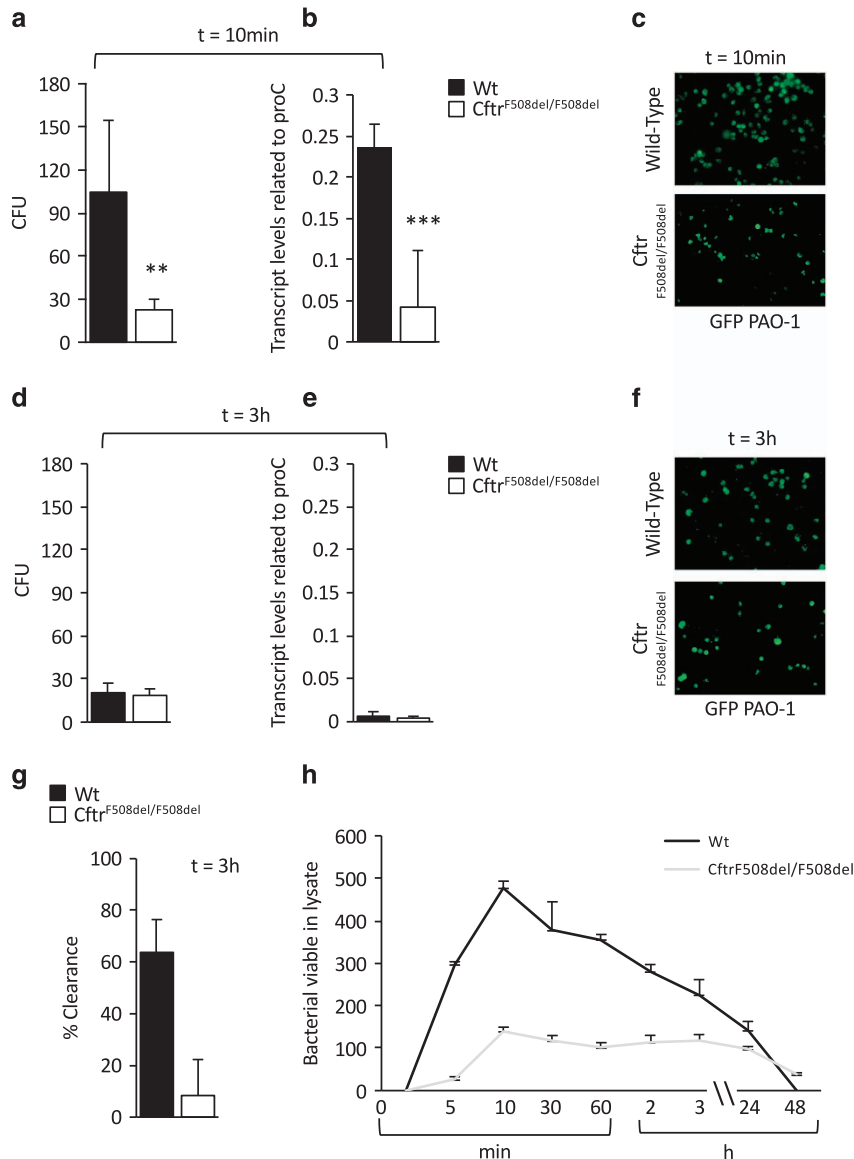 a
b
c
t = 10min
t = 10min
Wt
Cftr F508del/F508del
CFU
180
150
120
90
60
30
0
**
Transcript levels related to proC
0.3
0.25
0.2
0.15
0.1
0.05
0
***
Wild-Type
Cftr
F508del/F508del
GFP PAO-1
d
e
f
t = 3h
t = 3h
Wt
Cftr F508del/F508del
CFU
180
150
120
90
60
30
0
Transcript levels related to proC
0.3
0.25
0.2
0.15
0.1
0.05
0
Wild-Type
Cftr
F508del/F508del
GFP PAO-1
g
Wt
Cftr F508del/F508del
t = 3h
% Clearance
100
80
60
40
20
0
h
Wt
CftrF508del/F508del
Bacterial viable in lysate
600
500
400
300
200
100
0
0 5 10 30 60 2 3 24 48
min h